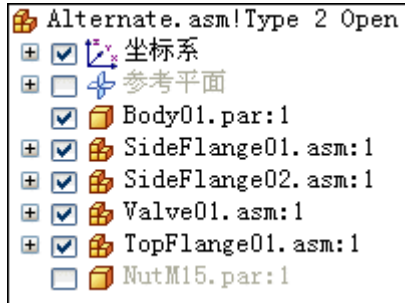 Alternate.asm!Type 2 Open
坐标系
参考平面
Body01.par:1
SideFlange01.asm:1
SideFlange02.asm:1
Valve01.asm:1
TopFlange01.asm:1
NutM15.par:1